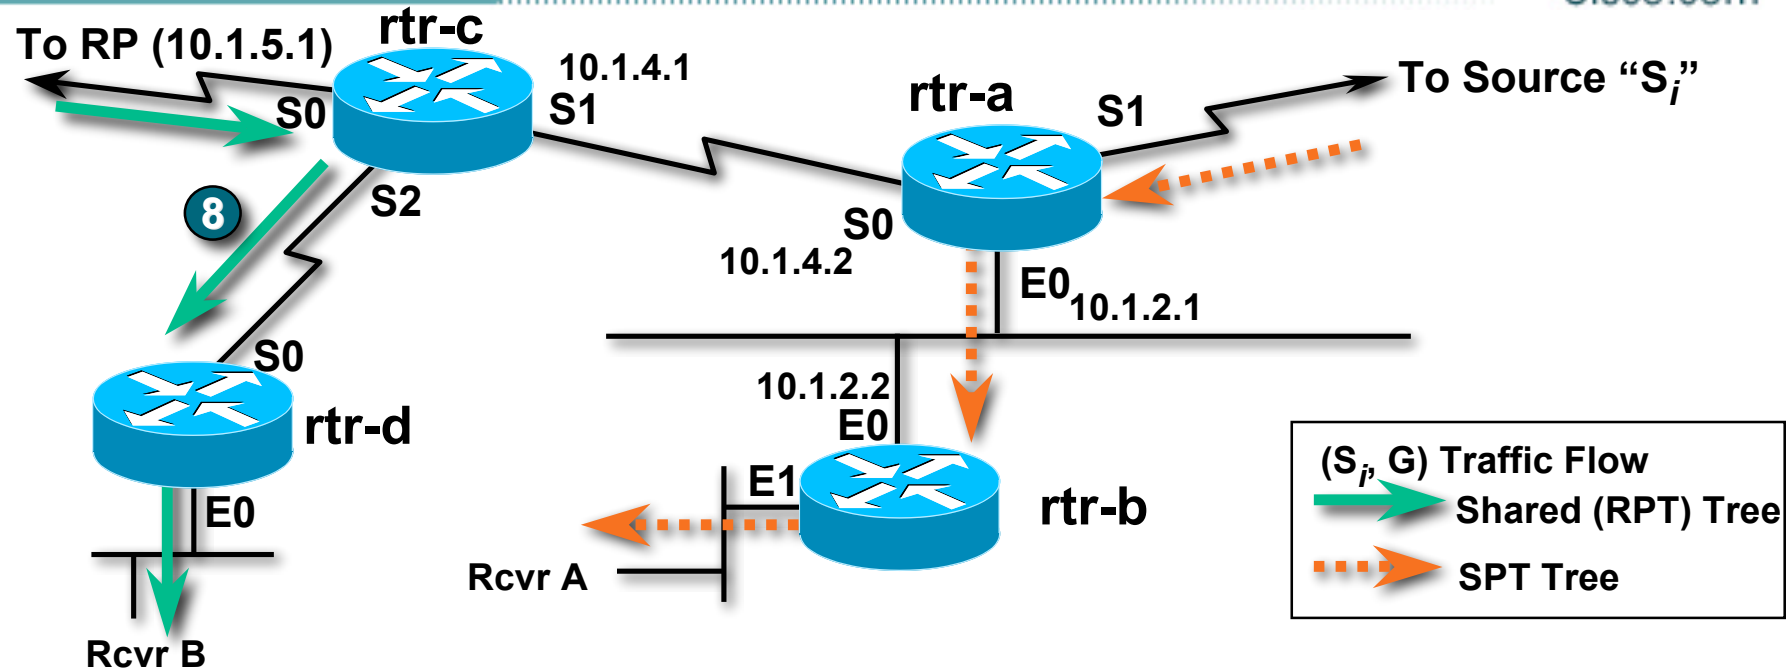 rtr-c
To RP (10.1.5.1)
10.1.4.1
S0
S1
rtr-a
S1
To Source “Si”
8
S2
S0
10.1.4.2
E0
10.1.2.1
S0
rtr-d
10.1.2.2
E0
E1
rtr-b
E0
Rcvr A
Rcvr B
(Si, G) Traffic Flow
Shared (RPT) Tree
SPT Tree